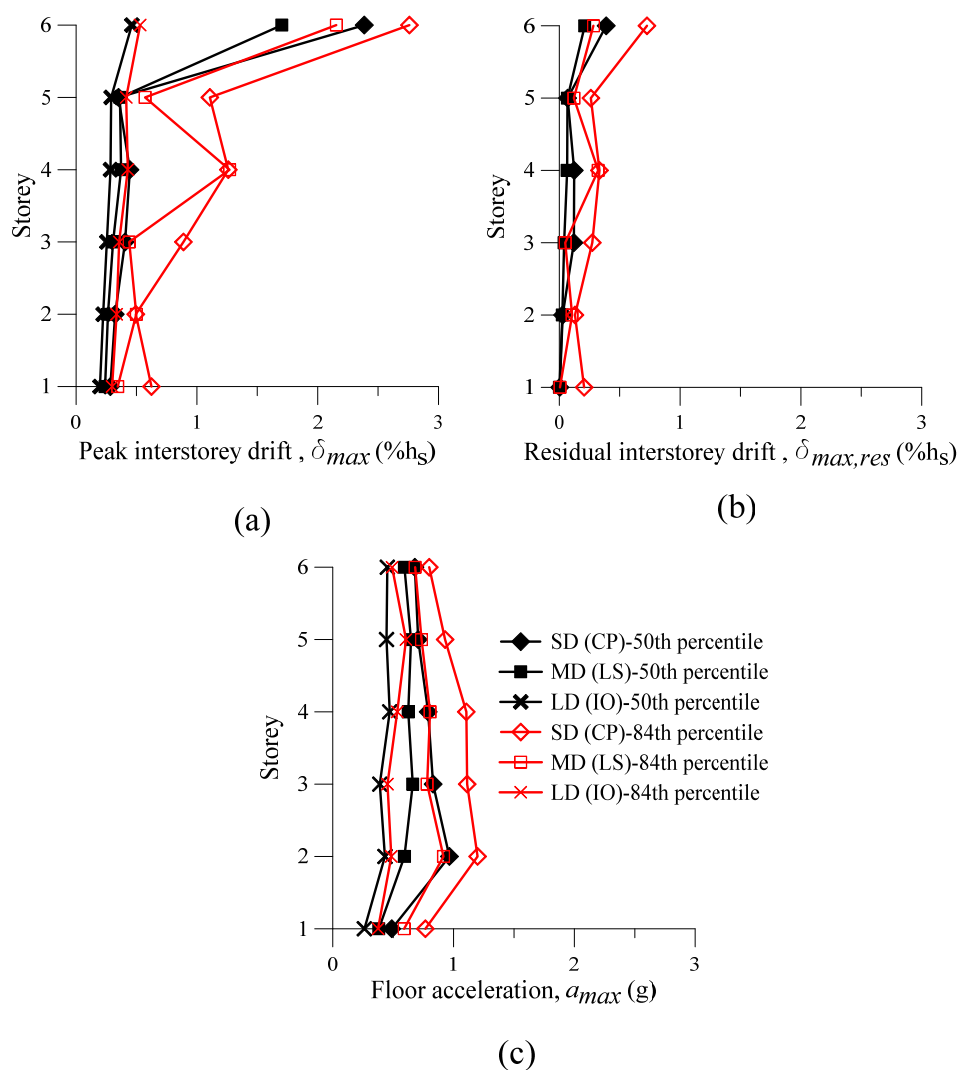 6
5
4
3
2
1
Storey
0
1
2
3
Peak interstorey drift , δmax (%hS)
(a)
6
5
4
3
2
1
Storey
0
1
2
3
Residual interstorey drift , δmax,res (%hS)
(b)
6
5
4
3
2
1
Storey
0
1
2
3
Floor acceleration, amax (g)
SD (CP)-50th percentile
MD (LS)-50th percentile
LD (IO)-50th percentile
SD (CP)-84th percentile
MD (LS)-84th percentile
LD (IO)-84th percentile
(c)